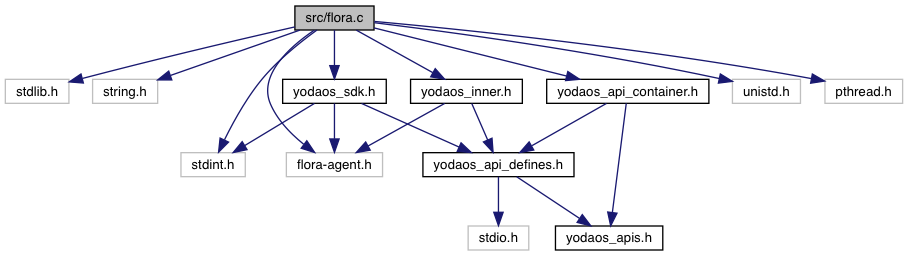 src/flora.c
stdlib.h
string.h
yodaos_sdk.h
yodaos_inner.h
yodaos_api_container.h
unistd.h
pthread.h
stdint.h
flora-agent.h
yodaos_api_defines.h
stdio.h
yodaos_apis.h